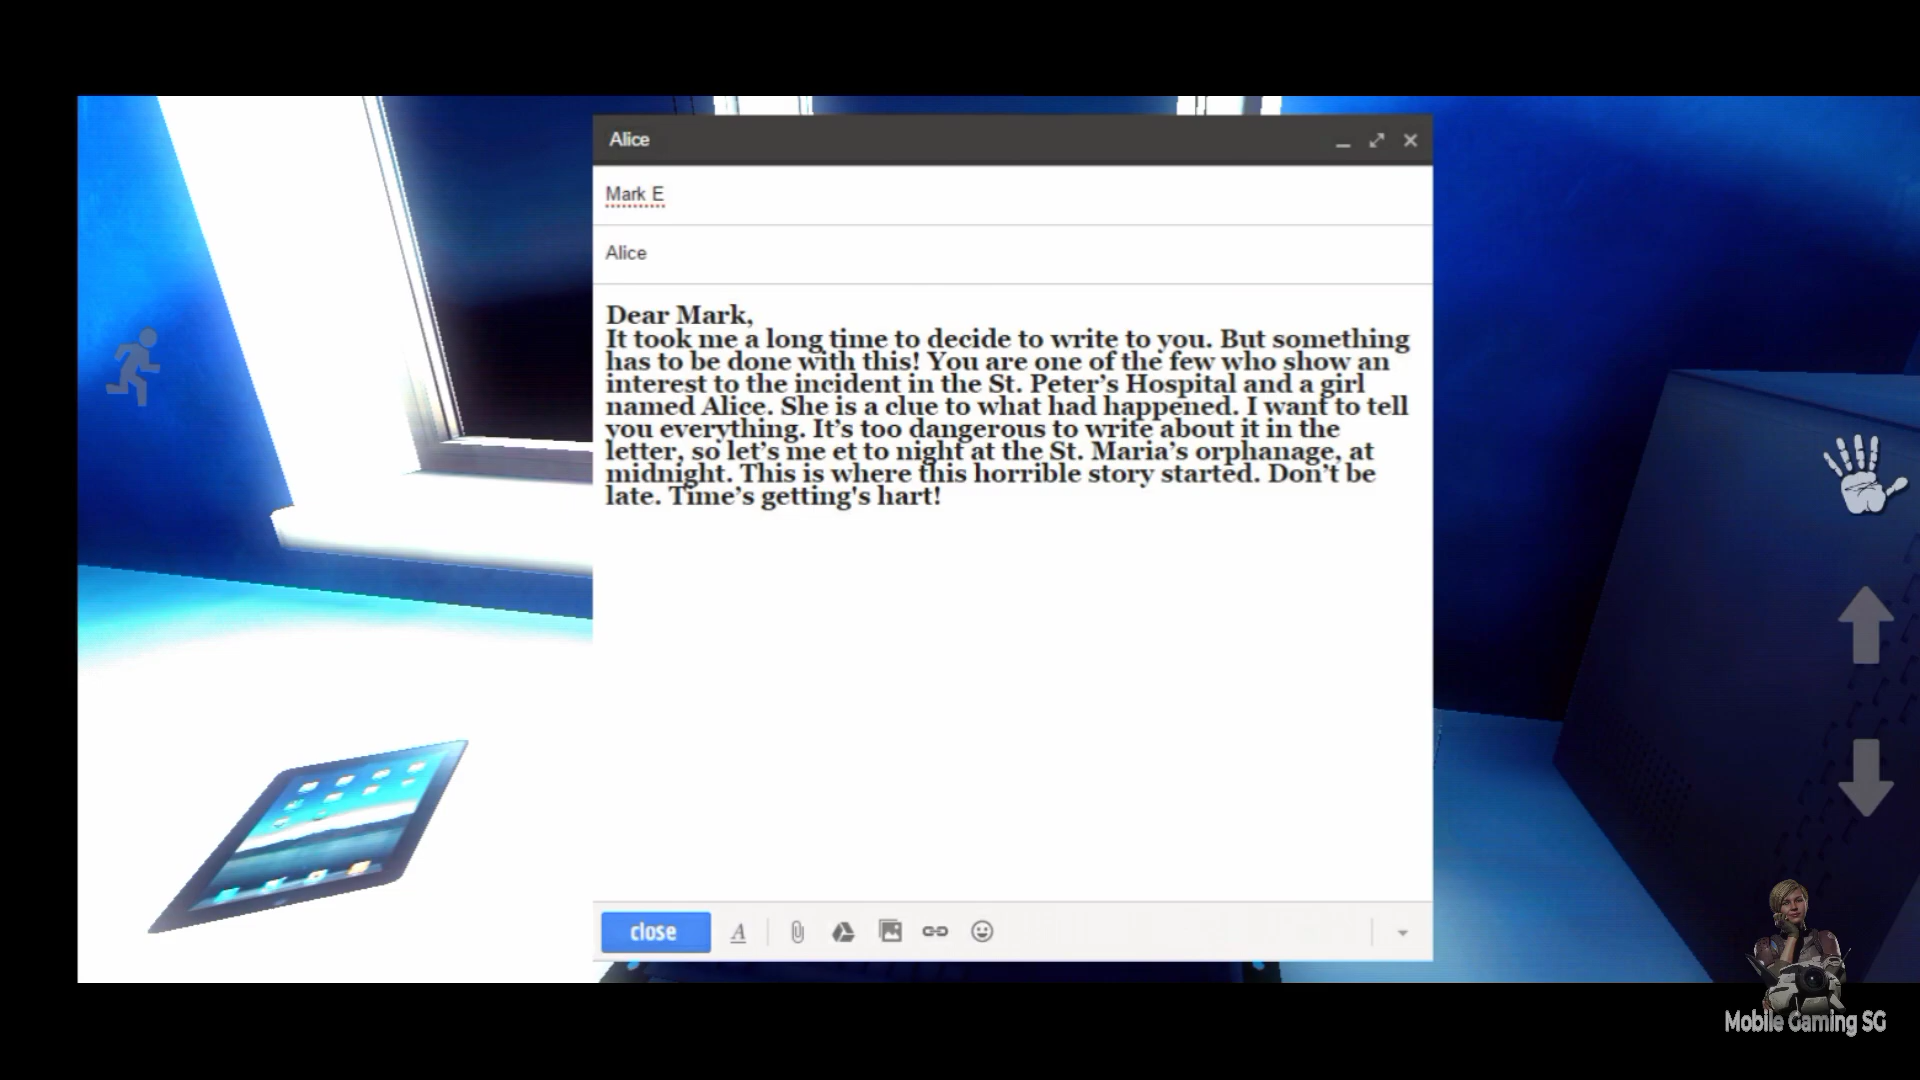 Alice
Mark E
Alice
Dear Mark,
It took me a long time to decide to write to you. But something
has to be done with this! You are one of the few who show an
interest to the incident in the St. Peter’s Hospital and a girl
named Alice. She is a clue to what had happened. I want to tell
you everything. It’s too dangerous to write about it in the
letter, so let’s me et to night at the St. Maria’s orphanage, at
midnight. This is where this horrible story started. Don’t be
late. Time’s getting's hart!
close
A
Mobile Gaming SG